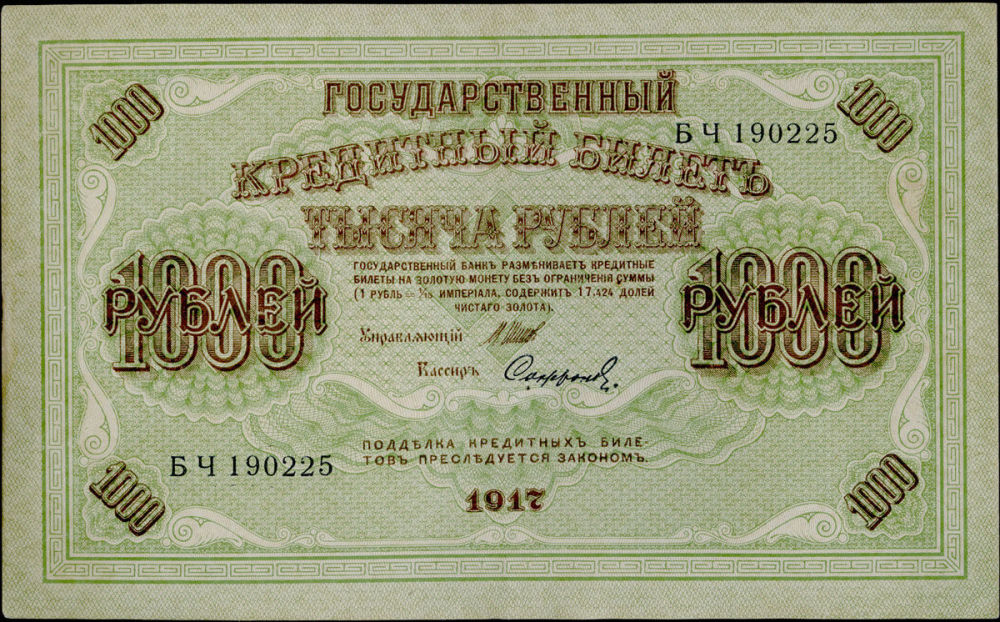 1000
1000
ГОСУДАРСТВЕННЫЙ
БЧ 190225
КРЕДИТНЫЙ БИЛЕТЪ
ТЫСЯЧА РУБЛЕЙ
ГОСУДАРСТВЕННЫЙ БАНКЪ РАЗМѢНИВАЕТЪ КРЕДИТНЫЕ
БИЛЕТЫ НА ЗОЛОТУЮ МОНЕТУ БЕЗЪ ОГРАНИЧЕНІЯ СУММЫ
(1 РУБЛЬ = 1/15 ИМПЕРІАЛА, СОДЕРЖИТЪ 17.424 ДОЛЕЙ
ЧИСТАГО ЗОЛОТА).
1000
РУБЛЕЙ
1000
РУБЛЕЙ
Управляющій
Кассиръ
ПОДДѢЛКА КРЕДИТНЫХЪ БИЛЕ-
ТОВЪ ПРЕСЛѢДУЕТСЯ ЗАКОНОМЪ.
БЧ 190225
1917
1000
1000